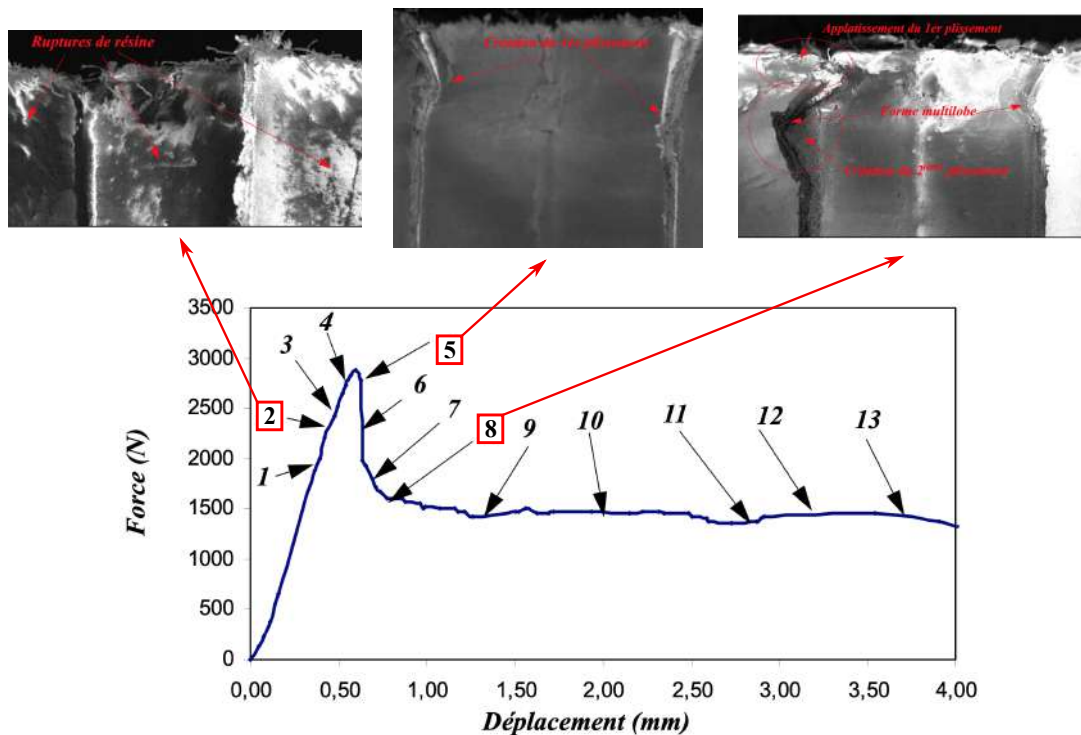 Ruptures de résine
Création du 1er plissement
Applatissement du 1er plissement
Forme multilobe
Création du 2ème plissement
3500
3000
2500
2000
1500
1000
500
0
Force (N)
1
2
3
4
5
6
7
8
9
10
11
12
13
0,00 0,50 1,00 1,50 2,00 2,50 3,00 3,50 4,00
Déplacement (mm)